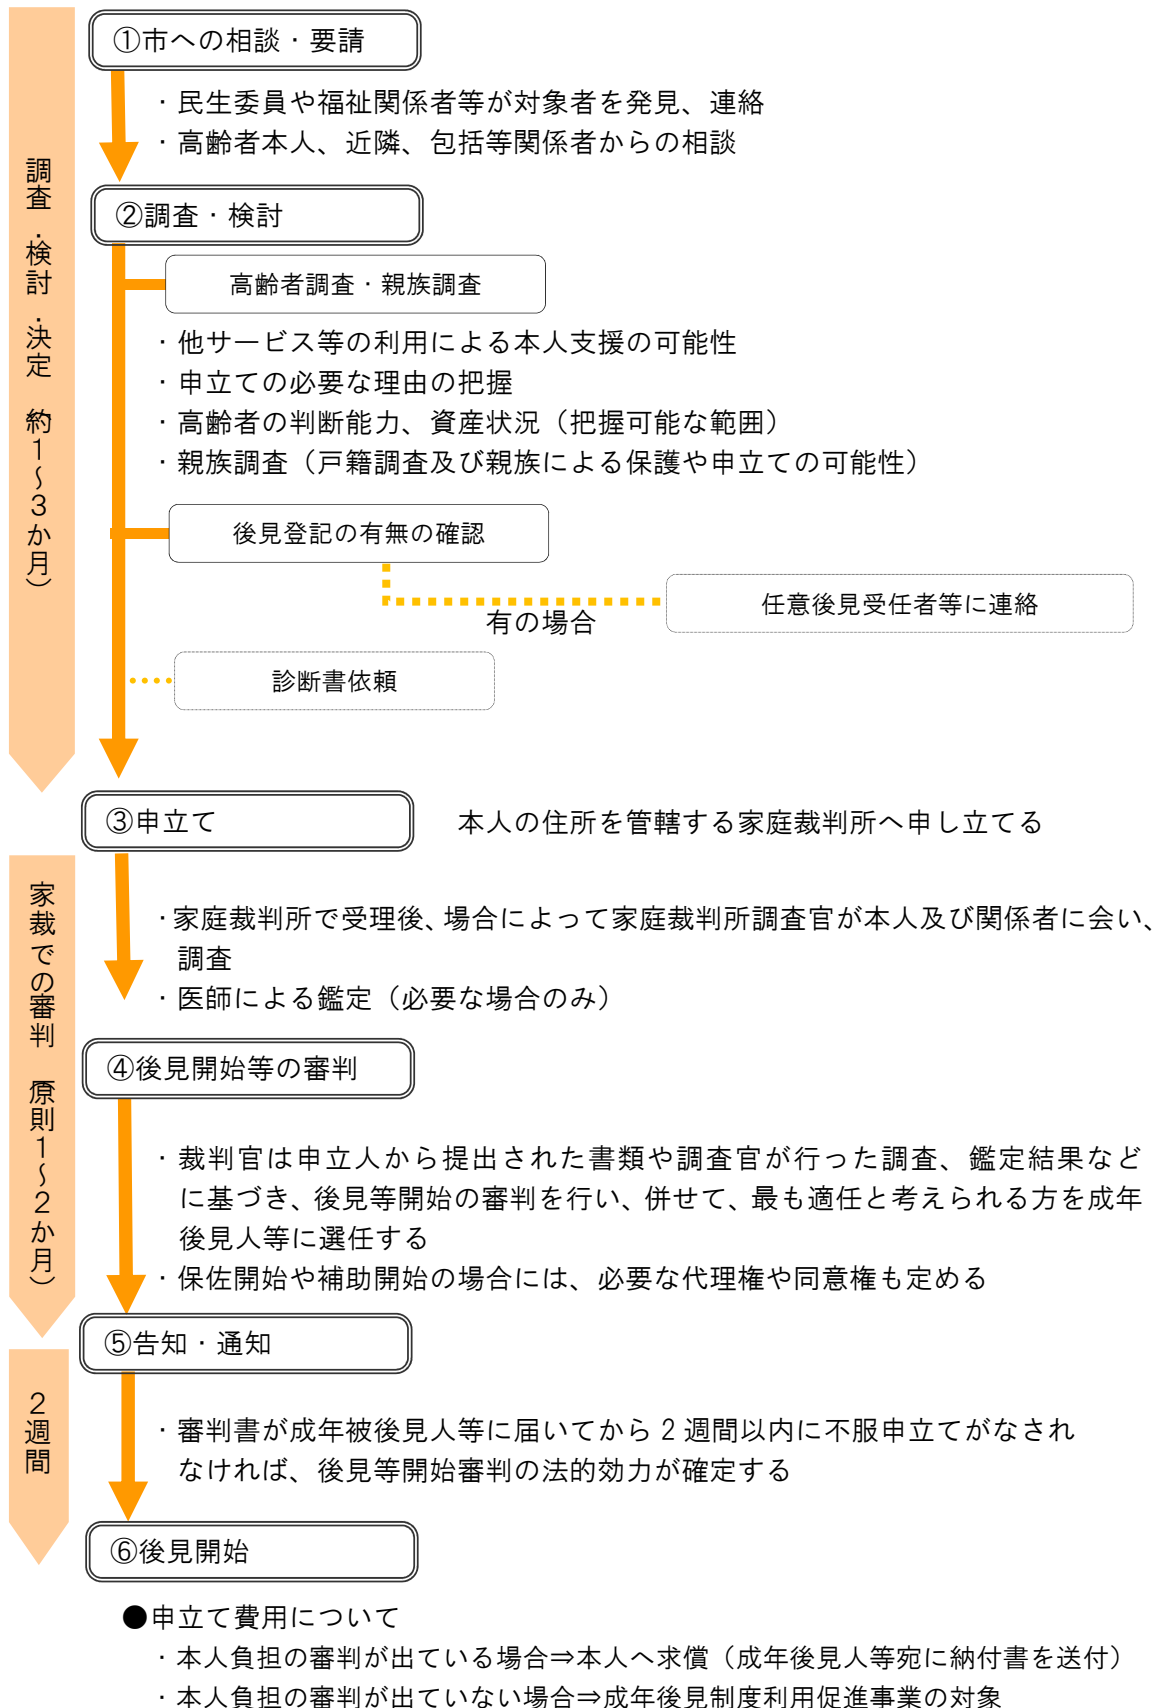 ①市への相談・要請
・民生委員や福祉関係者等が対象者を発見、連絡
・高齢者本人、近隣、包括等関係者からの相談
調査・検討・決定（約１～３か月）
②調査・検討
高齢者調査・親族調査
・他サービス等の利用による本人支援の可能性
・申立ての必要な理由の把握
・高齢者の判断能力、資産状況（把握可能な範囲）
・親族調査（戸籍調査及び親族による保護や申立ての可能性）
後見登記の有無の確認
有の場合
任意後見受任者等に連絡
診断書依頼
③申立て
本人の住所を管轄する家庭裁判所へ申し立てる
家裁での審判（原則１～２か月）
・家庭裁判所で受理後、場合によって家庭裁判所調査官が本人及び関係者に会い、
調査
・医師による鑑定（必要な場合のみ）
④後見開始等の審判
・裁判官は申立人から提出された書類や調査官が行った調査、鑑定結果など
に基づき、後見等開始の審判を行い、併せて、最も適任と考えられる方を成年
後見人等に選任する
・保佐開始や補助開始の場合には、必要な代理権や同意権も定める
⑤告知・通知
２週間
・審判書が成年被後見人等に届いてから２週間以内に不服申立てがなされ
なければ、後見等開始審判の法的効力が確定する
⑥後見開始
●申立て費用について
・本人負担の審判が出ている場合⇒本人へ求償（成年後見人等宛に納付書を送付）
・本人負担の審判が出ていない場合⇒成年後見制度利用促進事業の対象